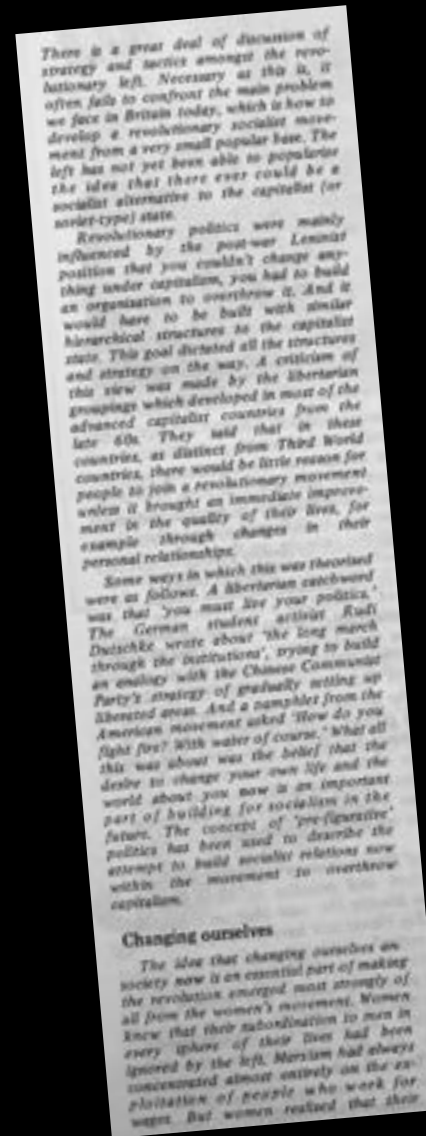 There is a great deal of discussion of
strategy and tactics amongst the revo-
lutionary left. Necessary as this is, it
often fails to confront the main problem
we face in Britain today, which is how to
develop a revolutionary socialist move-
ment from a very small popular base. The
left has not yet been able to popularise
the idea that there ever could be a
socialist alternative to the capitalist (or
soviet-type) state.
Revolutionary politics were mainly
influenced by the post-war Leninist
position that you couldn't change any-
thing under capitalism, you had to build
an organisation to overthrow it. And it
would have to be built with similar
hierarchical structures to the capitalist
state. This goal dictated all the structures
and strategy on the way. A criticism of
this view was made by the libertarian
groupings which developed in most of the
advanced capitalist countries from the
late 60s. They said that in these
countries, as distinct from Third World
countries, there would be little reason for
people to join a revolutionary movement
unless it brought an immediate improve-
ment in the quality of their lives, for
example through changes in their
personal relationships.
Some ways in which this was theorised
were as follows. A libertarian catchword
was that 'you must live your politics.'
The German student activist Rudi
Dutschke wrote about 'the long march
through the institutions', trying to build
an analogy with the Chinese Communist
Party's strategy of gradually setting up
liberated areas. And a pamphlet from the
American movement asked 'How do you
fight fire? With water of course.' What all
this was about was the belief that the
desire to change your own life and the
world about you now is an important
part of building for socialism in the
future. The concept of 'pre-figurative'
politics has been used to describe the
attempt to build socialist relations now
within the movement to overthrow
capitalism.
Changing ourselves
The idea that changing ourselves an
society now is an essential part of making
the revolution emerged most strongly of
all from the women's movement. Women
knew that their subordination to men in
every sphere of their lives had been
ignored by the left. Marxism had always
concentrated almost entirely on the ex-
ploitation of people who work for
wages. But women realised that their